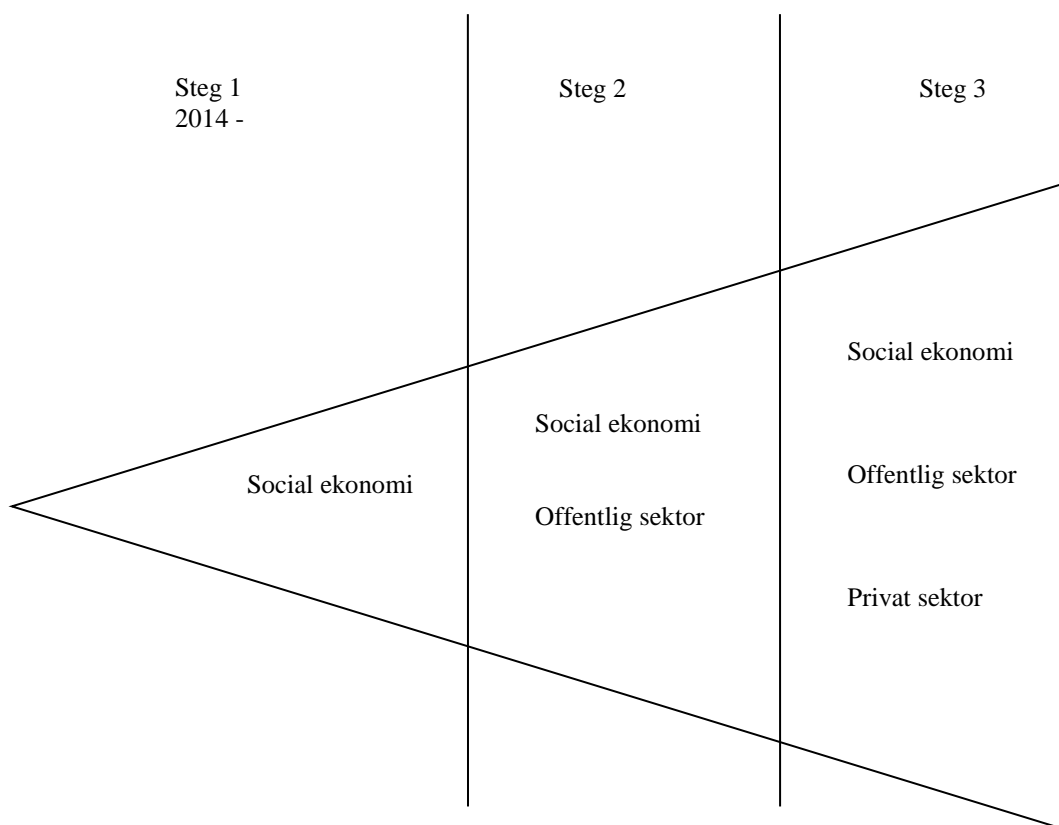 Steg 1
2014 -
Steg 2
Steg 3
Social ekonomi
Social ekonomi
Offentlig sektor
Social ekonomi
Offentlig sektor
Privat sektor